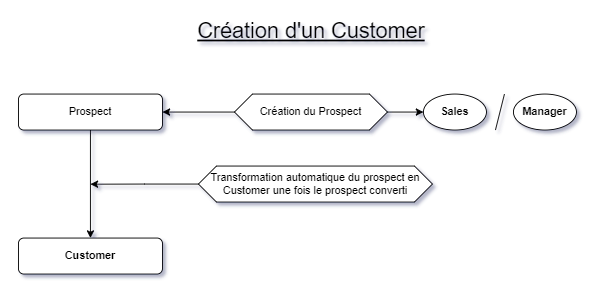 Création d'un Customer
Prospect
Création du Prospect
Sales
/
Manager
Transformation automatique du prospect en
Customer une fois le prospect converti
Customer